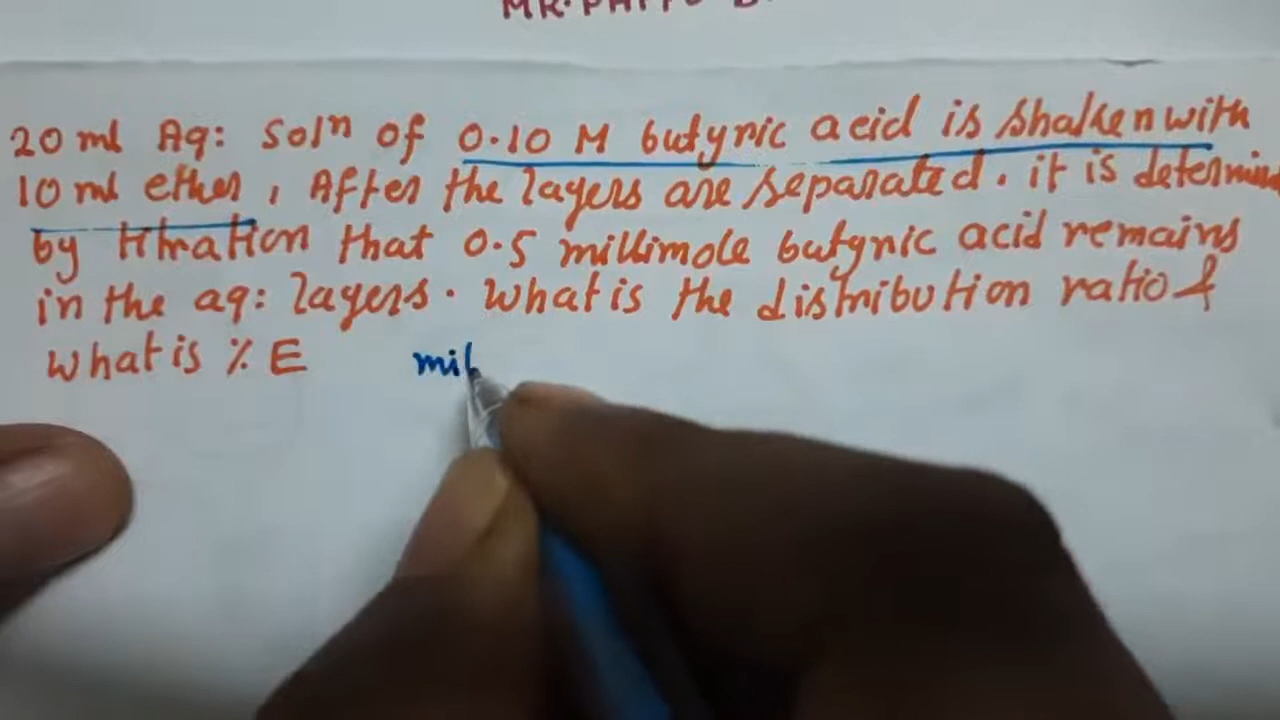 20 ml Aq: Solⁿ of 0.10 M butyric acid is Shaken with
10 ml ether, After the layers are separated. it is determin
by titration that 0.5 millimole butyric acid remains
in the aq: layers. What is the distribution ratio &
what is % E
mil